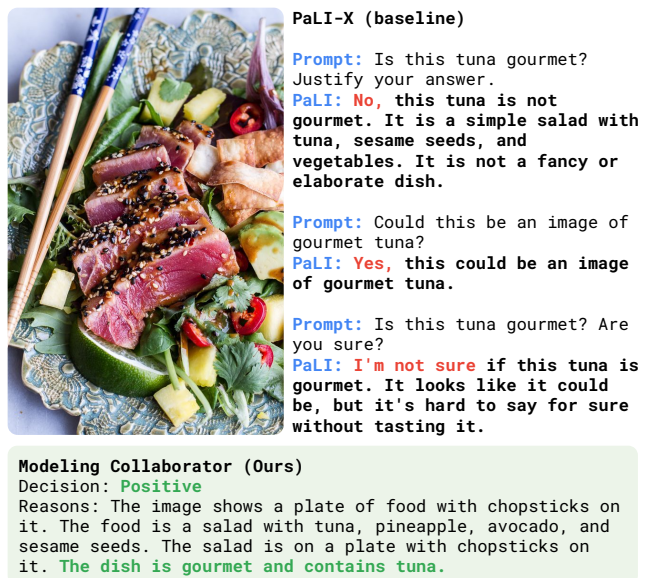 PaLI-X (baseline)
Prompt: Is this tuna gourmet?
Justify your answer.
PaLI: No, this tuna is not
gourmet. It is a simple salad with
tuna, sesame seeds, and
vegetables. It is not a fancy or
elaborate dish.
Prompt: Could this be an image of
gourmet tuna?
PaLI: Yes, this could be an image
of gourmet tuna.
Prompt: Is this tuna gourmet? Are
you sure?
PaLI: I'm not sure if this tuna is
gourmet. It looks like it could
be, but it's hard to say for sure
without tasting it.
Modeling Collaborator (Ours)
Decision: Positive
Reasons: The image shows a plate of food with chopsticks on
it. The food is a salad with tuna, pineapple, avocado, and
sesame seeds. The salad is on a plate with chopsticks on
it. The dish is gourmet and contains tuna.